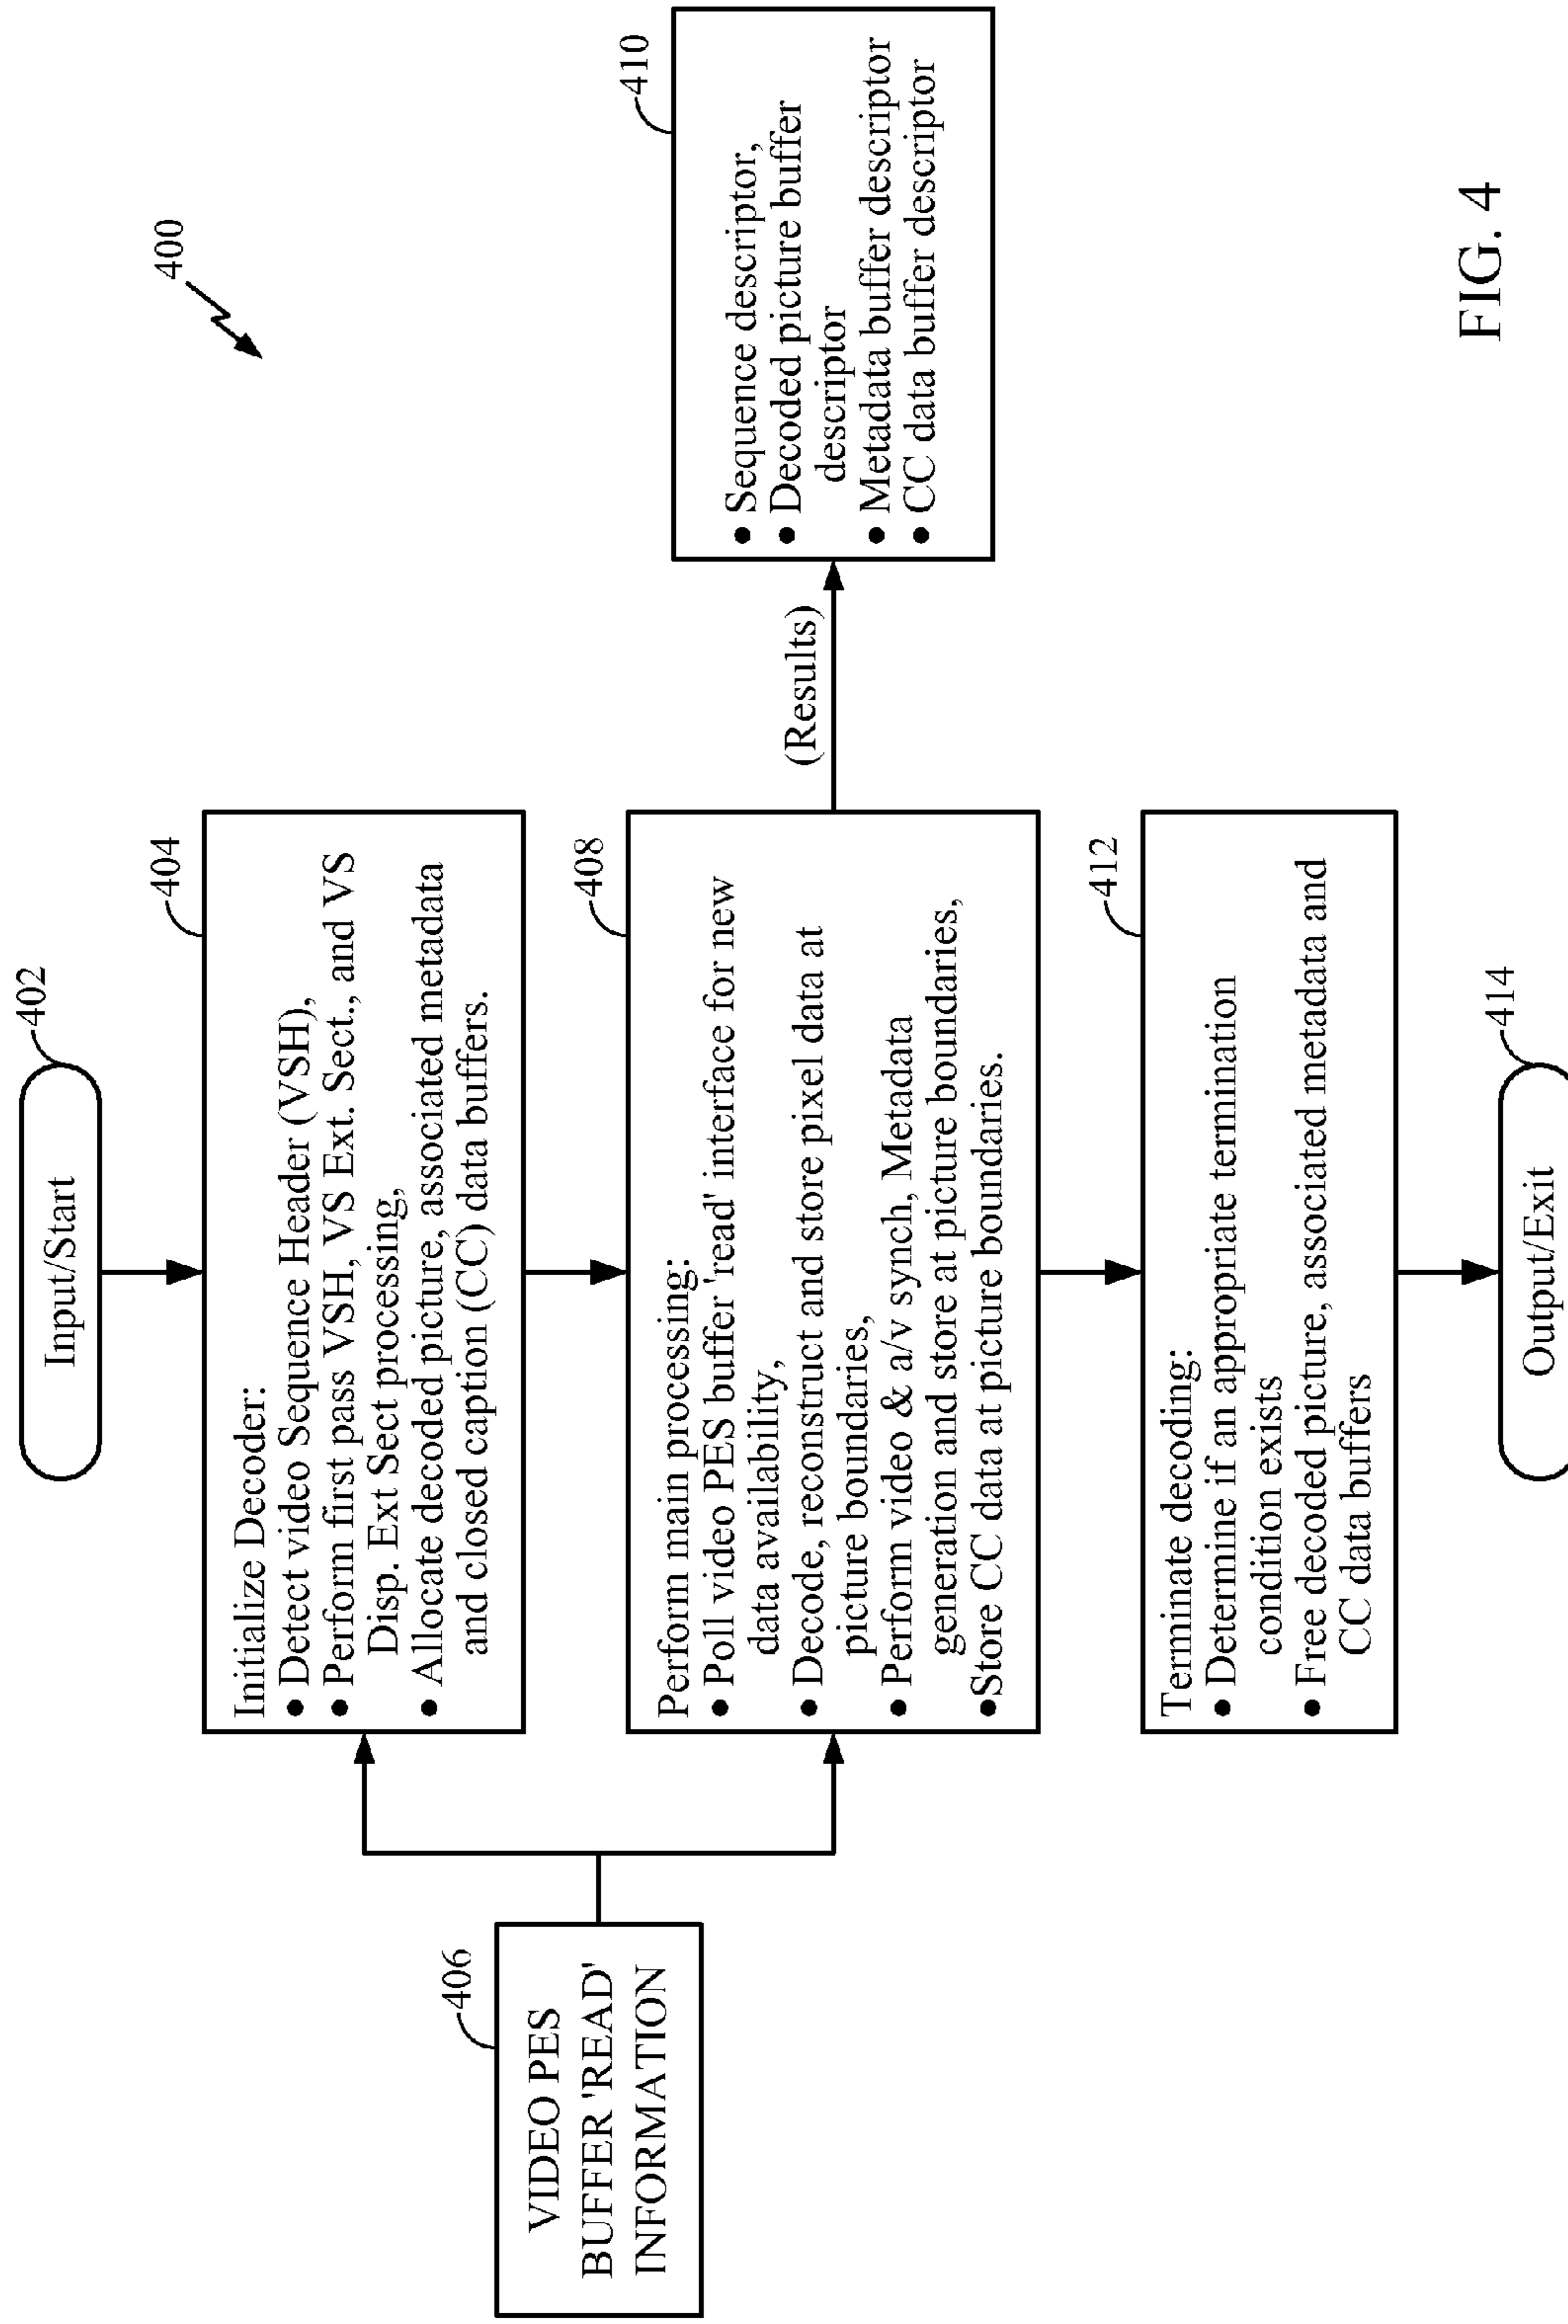 400
402
Input/Start
404
Initialize Decoder:
• Detect video Sequence Header (VSH),
• Perform first pass VSH, VS Ext. Sect., and VS
Disp. Ext Sect processing,
• Allocate decoded picture, associated metadata
and closed caption (CC) data buffers.
406
VIDEO PES
BUFFER 'READ'
INFORMATION
408
Perform main processing:
• Poll video PES buffer 'read' interface for new
data availability,
• Decode, reconstruct and store pixel data at
picture boundaries,
• Perform video & a/v synch, Metadata
generation and store at picture boundaries,
•Store CC data at picture boundaries.
(Results)
410
• Sequence descriptor,
• Decoded picture buffer
descriptor
• Metadata buffer descriptor
• CC data buffer descriptor
412
Terminate decoding:
• Determine if an appropriate termination
condition exists
• Free decoded picture, associated metadata and
CC data buffers
414
Output/Exit
FIG. 4